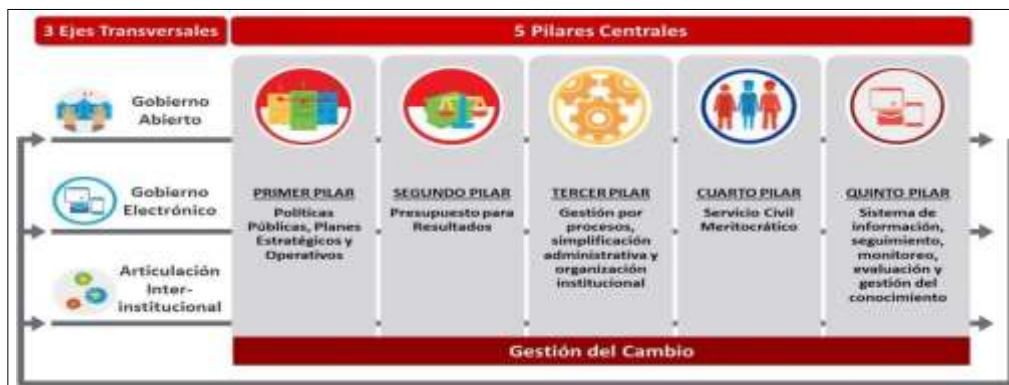 3 Ejes Transversales
5 Pilares Centrales
Gobierno
Abierto
Gobierno
Electrónico
Articulación
Inter-
institucional
PRIMER PILAR
Políticas
Públicas, Planes
Estratégicos y
Operativos
SEGUNDO PILAR
Presupuesto para
Resultados
TERCER PILAR
Gestión por
procesos,
simplificación
administrativa y
organización
institucional
CUARTO PILAR
Servicio Civil
Meritocrático
QUINTO PILAR
Sistema de
información,
seguimiento,
monitoreo,
evaluación y
gestión del
conocimiento
Gestión del Cambio